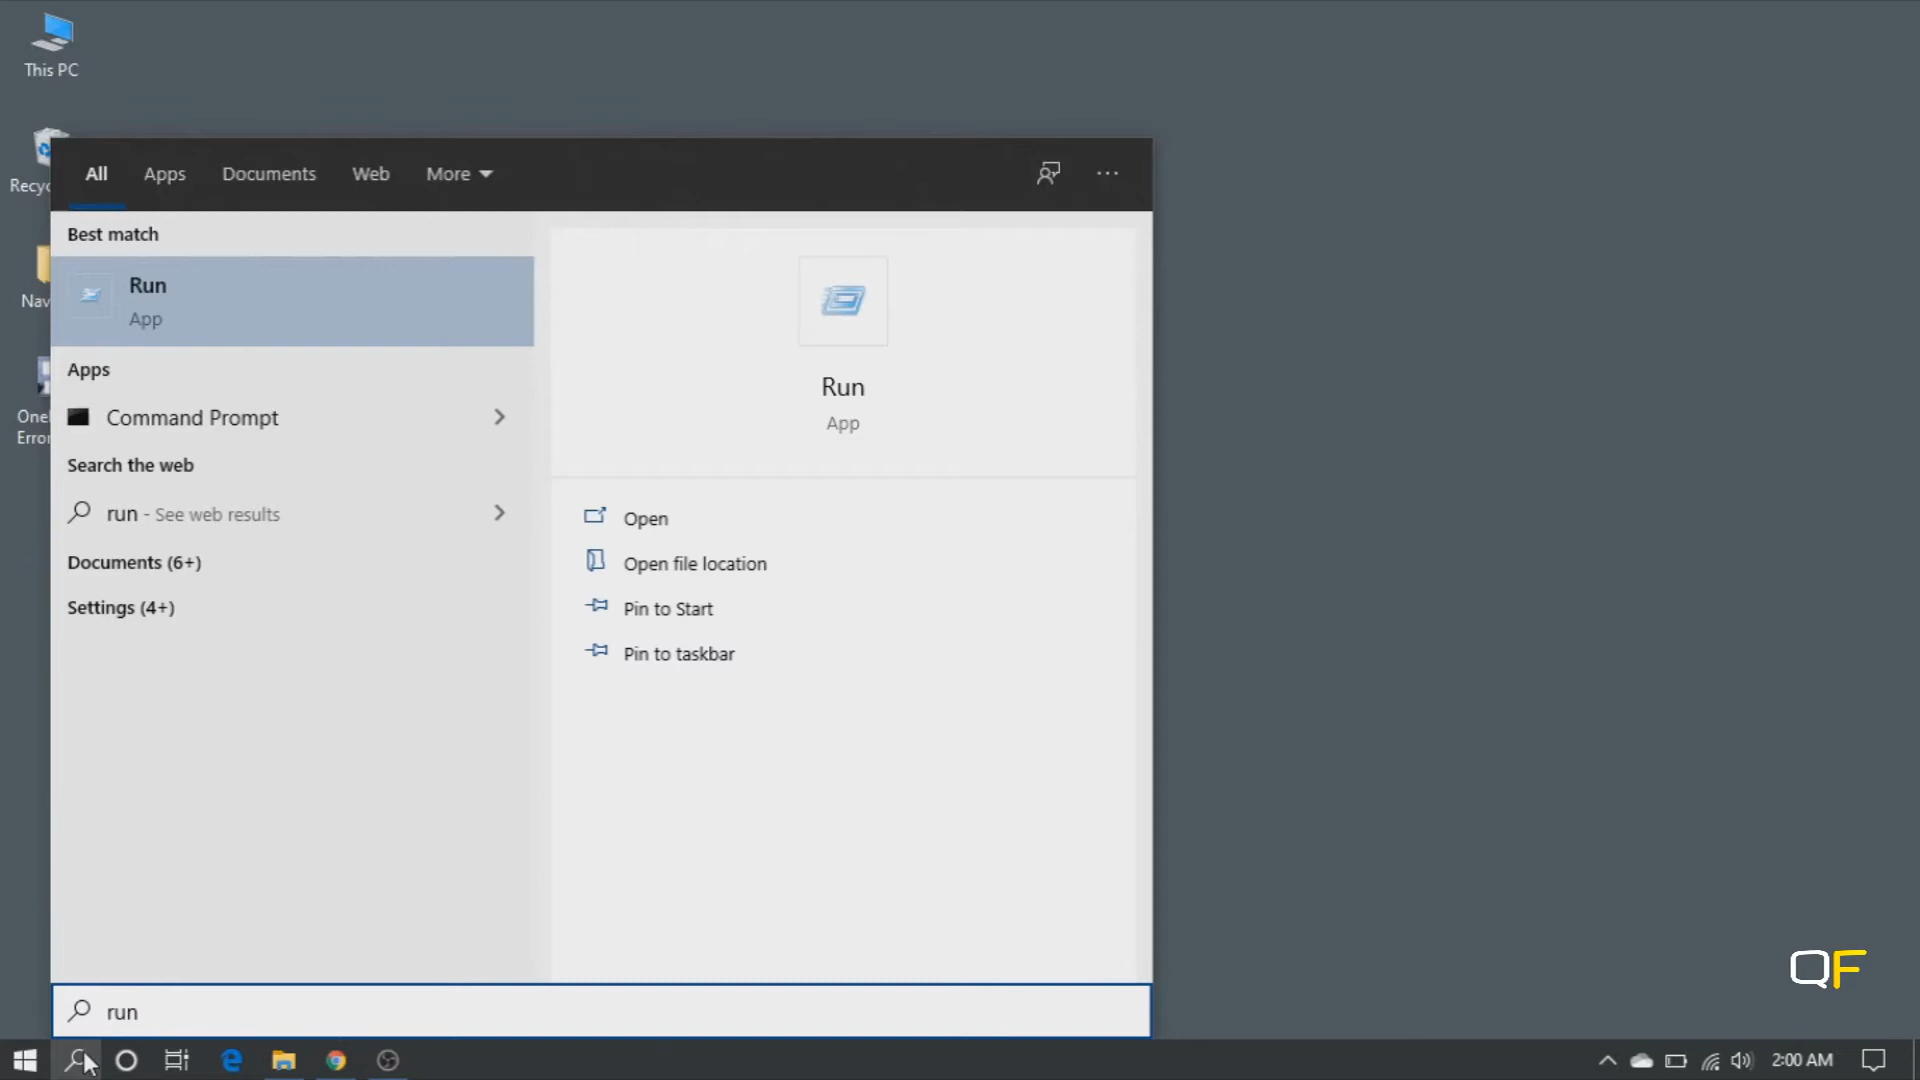 This PC
Recyc
Nav
One
Error
All Apps Documents Web More
Best match
Run
App
Apps
Command Prompt
Search the web
run - See web results
Documents (6+)
Settings (4+)
Run
App
Open
Open file location
Pin to Start
Pin to taskbar
run
QF
2:00 AM